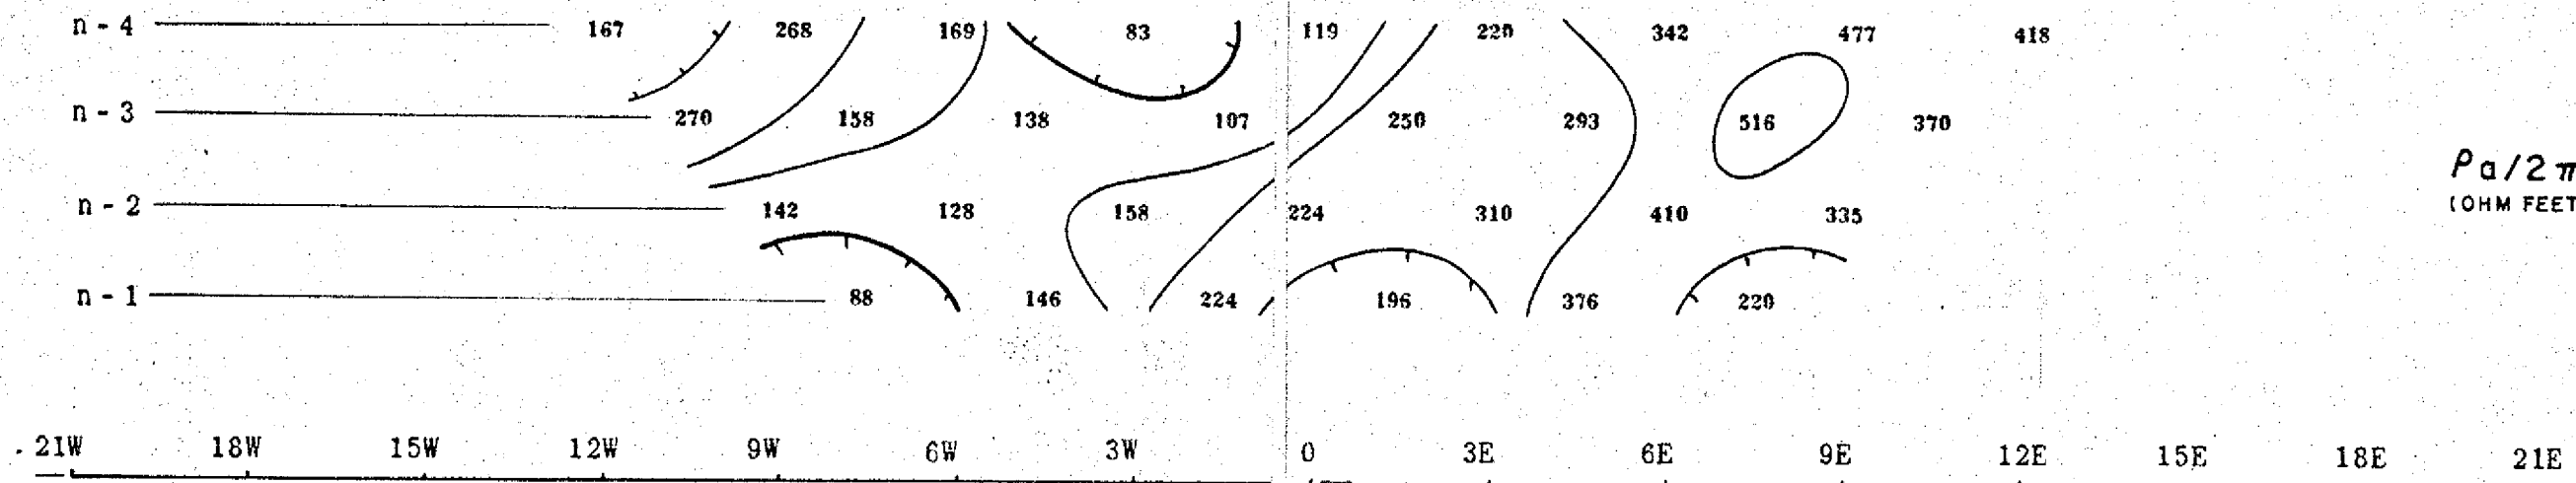 n - 4 167 268 169 83 119 220 342 477 418
n - 3 270 158 138 107 250 293 516 370
ρa/2π
(OHM FEET
n - 2 142 128 158 224 310 410 335
n - 1 88 146 224 196 376 220
21W 18W 15W 12W 9W 6W 3W 0 3E 6E 9E 12E 15E 18E 21E